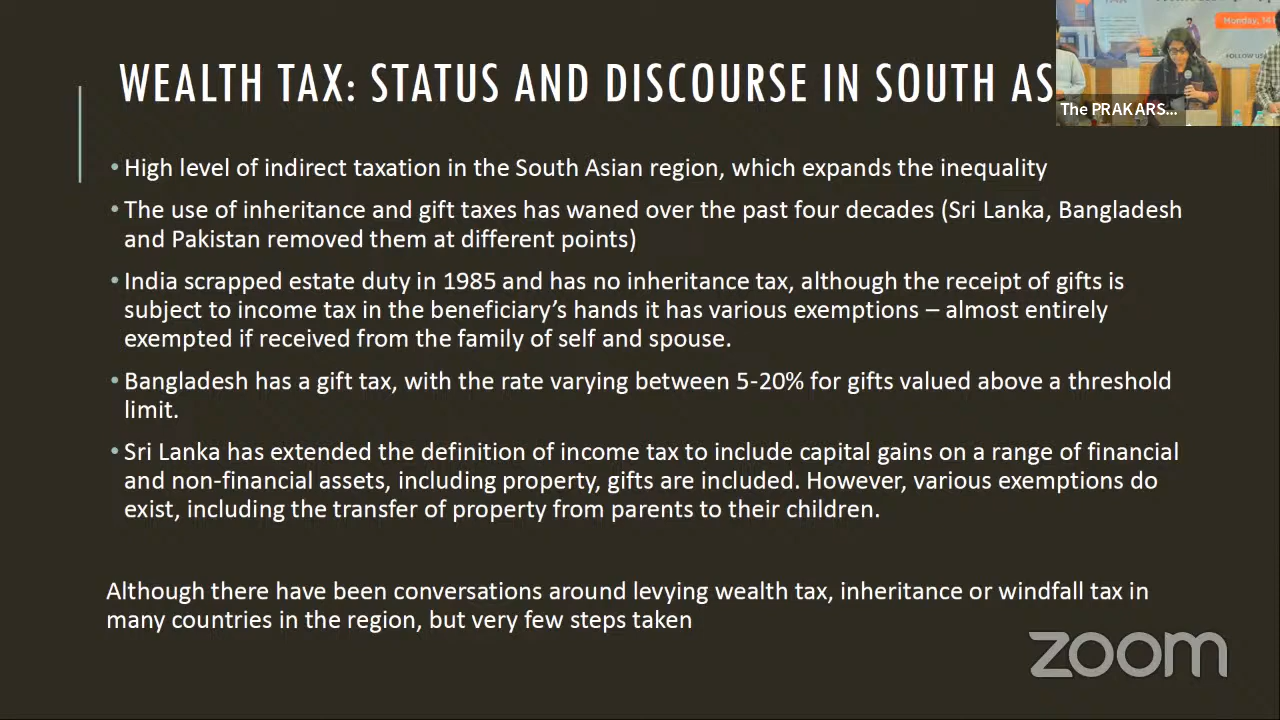 WEALTH TAX: STATUS AND DISCOURSE IN SOUTH AS
Monday, 14
FOLLOW US
The PRAKARS...
• High level of indirect taxation in the South Asian region, which expands the inequality
• The use of inheritance and gift taxes has waned over the past four decades (Sri Lanka, Bangladesh
and Pakistan removed them at different points)
• India scrapped estate duty in 1985 and has no inheritance tax, although the receipt of gifts is
subject to income tax in the beneficiary’s hands it has various exemptions – almost entirely
exempted if received from the family of self and spouse.
• Bangladesh has a gift tax, with the rate varying between 5-20% for gifts valued above a threshold
limit.
• Sri Lanka has extended the definition of income tax to include capital gains on a range of financial
and non-financial assets, including property, gifts are included. However, various exemptions do
exist, including the transfer of property from parents to their children.
Although there have been conversations around levying wealth tax, inheritance or windfall tax in
many countries in the region, but very few steps taken
zoom